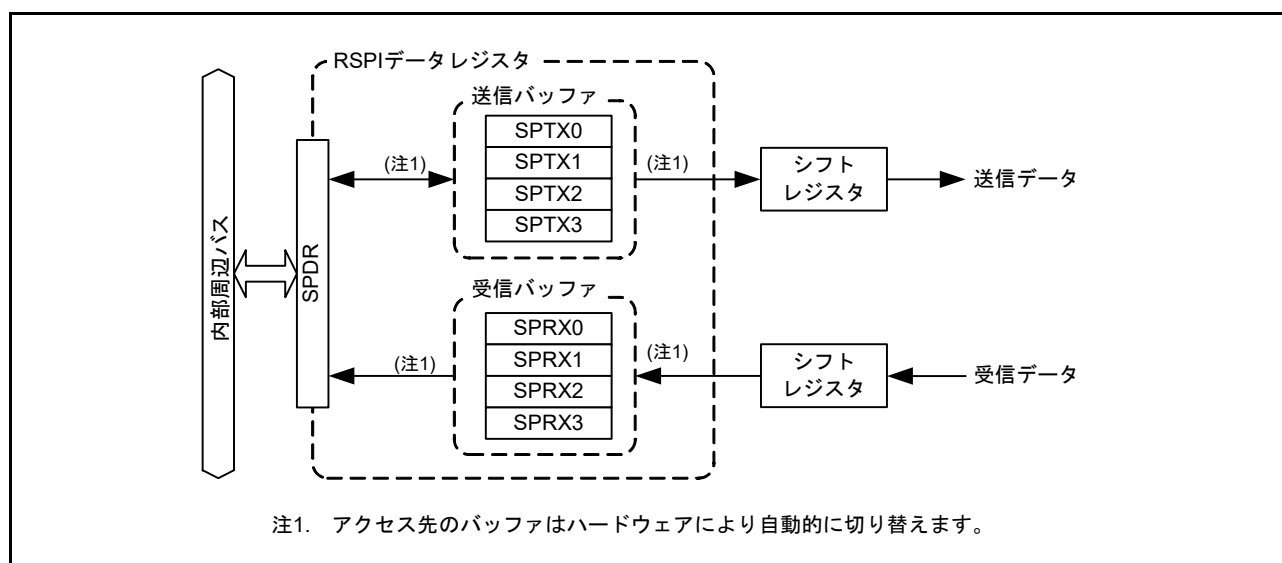 RSPIデータレジスタ
送信バッファ
SPTX0
SPTX1
SPTX2
SPTX3
(注1)
(注1)
シフト
レジスタ
送信データ
内部周辺バス
SPDR
受信バッファ
SPRX0
SPRX1
SPRX2
SPRX3
(注1)
(注1)
シフト
レジスタ
受信データ
注1. アクセス先のバッファはハードウェアにより自動的に切り替えます。